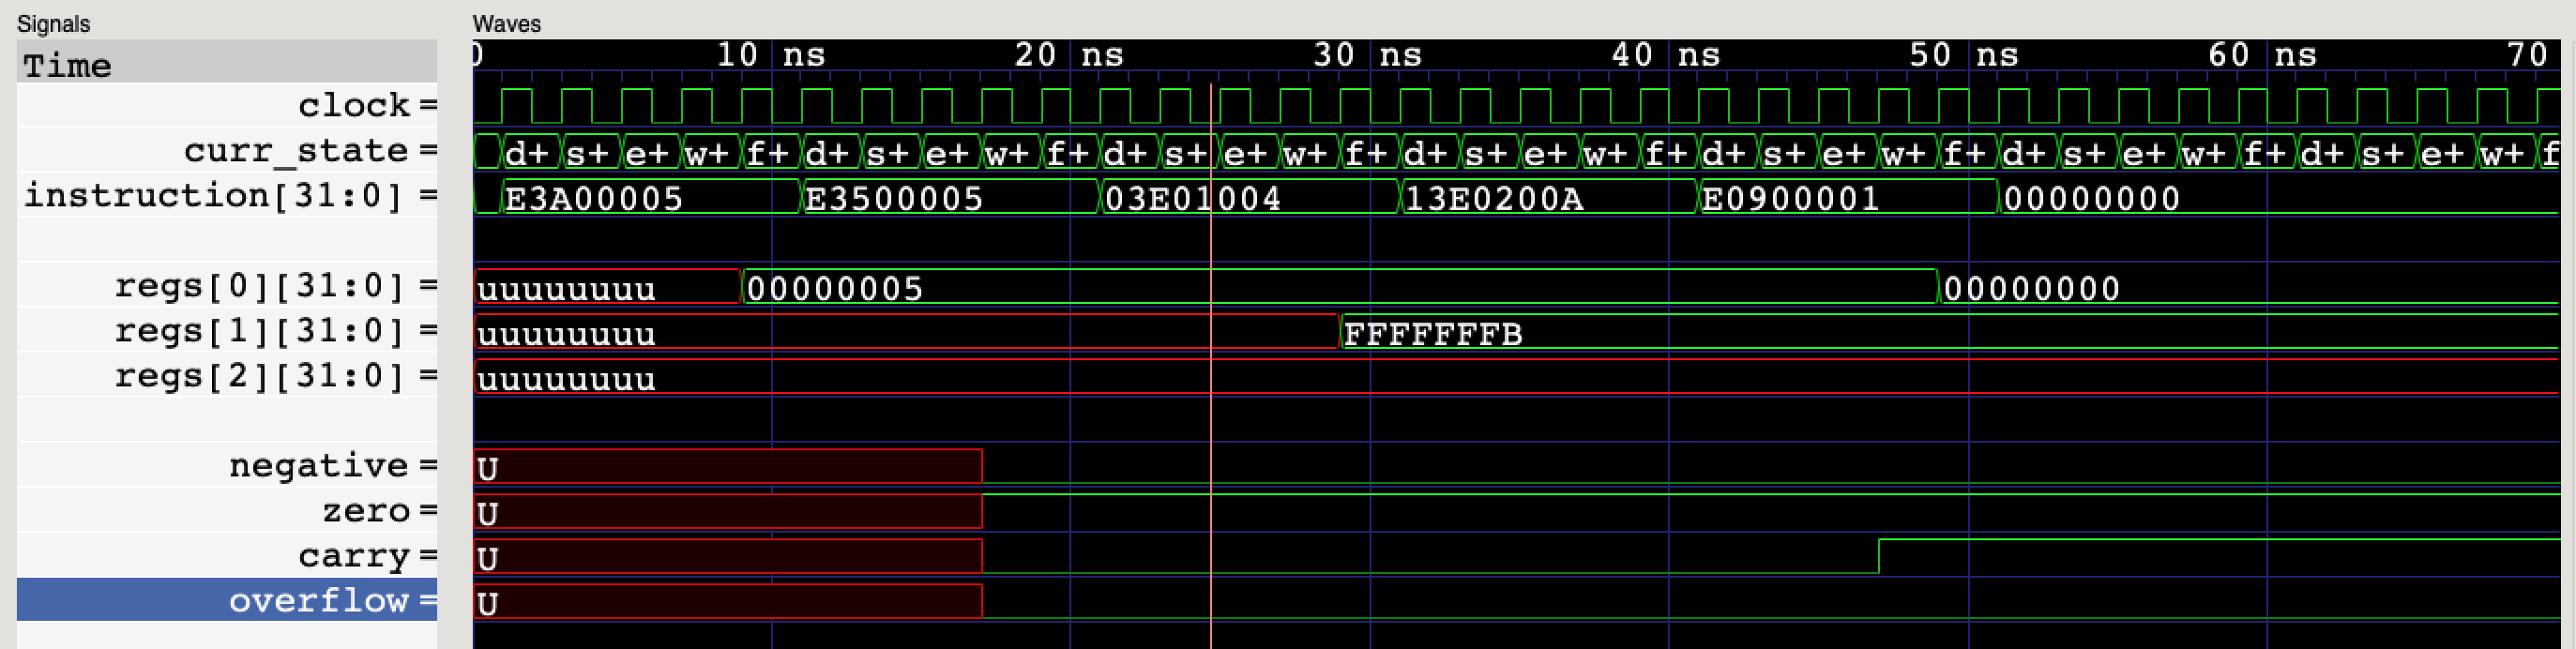 Signals Waves
Time 0 10 ns 20 ns 30 ns 40 ns 50 ns 60 ns 70
clock =
curr_state = d+ s+ e+ w+ f+ d+ s+ e+ w+ f+ d+ s+ e+ w+ f+ d+ s+ e+ w+ f+ d+ s+ e+ w+ f+ d+ s+ e+ w+ f+ d+ s+ e+ w+ f
instruction[31:0] = E3A00005 E3500005 03E01004 13E0200A E0900001 00000000
regs[0][31:0] = uuuuuuuu 00000005 00000000
regs[1][31:0] = uuuuuuuu FFFFFFFB
regs[2][31:0] = uuuuuuuu
negative = U
zero = U
carry = U
overflow = U